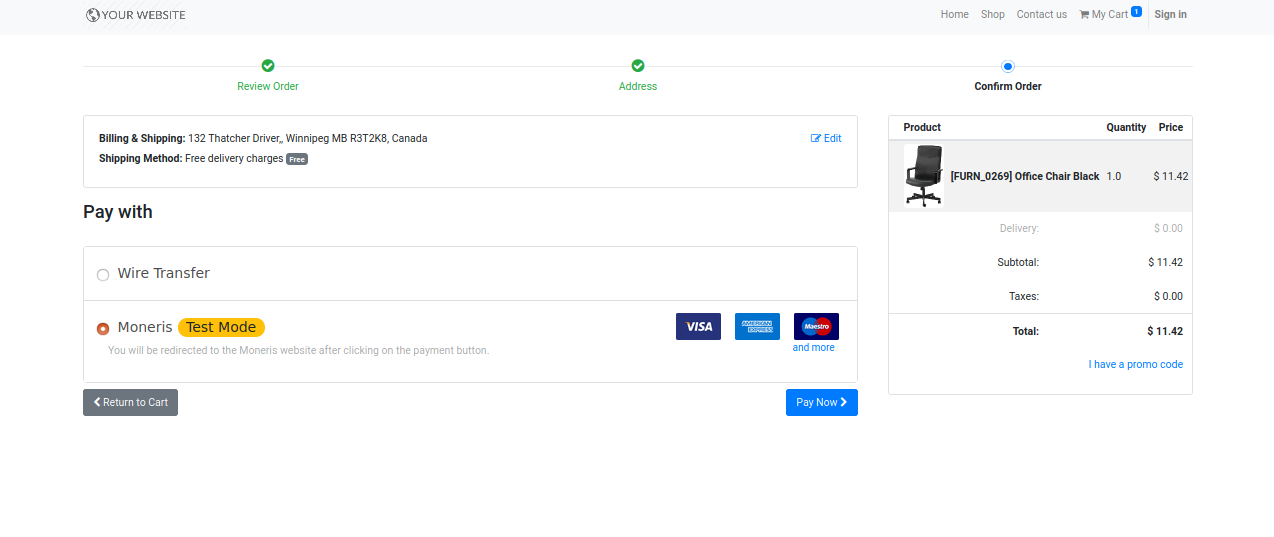 YOUR WEBSITE
Home Shop Contact us My Cart 1 Sign in
Review Order Address Confirm Order
Billing & Shipping: 132 Thatcher Driver,, Winnipeg MB R3T2K8, Canada
Edit
Shipping Method: Free delivery charges Free
Pay with
Wire Transfer
Moneris Test Mode
VISA AMERICAN EXPRESS Maestro
and more
You will be redirected to the Moneris website after clicking on the payment button.
Return to Cart
Pay Now
Product Quantity Price
[FURN_0269] Office Chair Black 1.0 $ 11.42
Delivery: $ 0.00
Subtotal: $ 11.42
Taxes: $ 0.00
Total: $ 11.42
I have a promo code